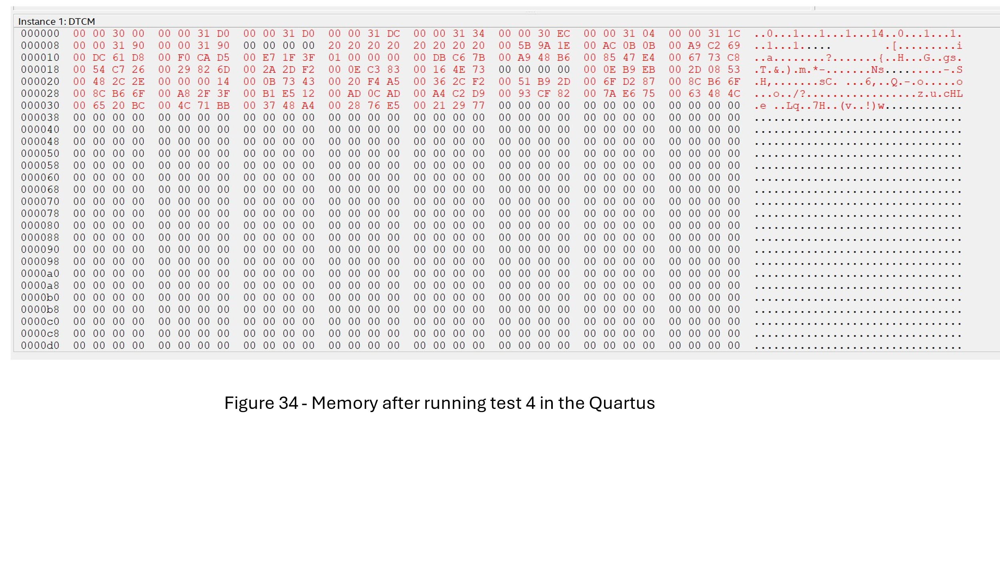 Instance 1: DTCM
000000 00 00 30 00 00 00 31 D0 00 00 31 D0 00 00 31 DC 00 00 31 34 00 00 30 EC 00 00 31 04 00 00 31 1C ..0...1...1...1...14..0...1...1.
000008 00 00 31 90 00 00 31 90 00 00 00 00 20 20 20 20 20 20 20 20 00 5B 9A 1E 00 AC 0B 0B 00 A9 C2 69 ..1...1.....        .[.........i
000010 00 DC 61 D8 00 F0 CA D5 00 E7 1F 3F 01 00 00 00 00 DB C6 7B 00 A9 48 B6 00 85 47 E4 00 67 73 C8 ..a........?.......{..H...G..gs.
000018 00 54 C7 26 00 29 82 6D 00 2A 2D F2 00 0E C3 83 00 16 4E 73 00 00 00 00 00 0E B9 EB 00 2D 08 53 .T.&.).m.*-.......Ns.........-.S
000020 00 48 2C 2E 00 00 00 14 00 0B 73 43 00 20 F4 A5 00 36 2C F2 00 51 B9 2D 00 6F D2 87 00 8C B6 6F .H,.......sC. ...6,..Q.-.o.....o
000028 00 8C B6 6F 00 A8 2F 3F 00 B1 E5 12 00 AD 0C AD 00 A4 C2 D9 00 93 CF 82 00 7A E6 75 00 63 48 4C ...o../?.................z.u.cHL
000030 00 65 20 BC 00 4C 71 BB 00 37 48 A4 00 28 76 E5 00 21 29 77 00 00 00 00 00 00 00 00 00 00 00 00 .e ..Lq..7H..(v..!)w............
000038 00 00 00 00 00 00 00 00 00 00 00 00 00 00 00 00 00 00 00 00 00 00 00 00 00 00 00 00 00 00 00 00 ................................
000040 00 00 00 00 00 00 00 00 00 00 00 00 00 00 00 00 00 00 00 00 00 00 00 00 00 00 00 00 00 00 00 00 ................................
000048 00 00 00 00 00 00 00 00 00 00 00 00 00 00 00 00 00 00 00 00 00 00 00 00 00 00 00 00 00 00 00 00 ................................
000050 00 00 00 00 00 00 00 00 00 00 00 00 00 00 00 00 00 00 00 00 00 00 00 00 00 00 00 00 00 00 00 00 ................................
000058 00 00 00 00 00 00 00 00 00 00 00 00 00 00 00 00 00 00 00 00 00 00 00 00 00 00 00 00 00 00 00 00 ................................
000060 00 00 00 00 00 00 00 00 00 00 00 00 00 00 00 00 00 00 00 00 00 00 00 00 00 00 00 00 00 00 00 00 ................................
000068 00 00 00 00 00 00 00 00 00 00 00 00 00 00 00 00 00 00 00 00 00 00 00 00 00 00 00 00 00 00 00 00 ................................
000070 00 00 00 00 00 00 00 00 00 00 00 00 00 00 00 00 00 00 00 00 00 00 00 00 00 00 00 00 00 00 00 00 ................................
000078 00 00 00 00 00 00 00 00 00 00 00 00 00 00 00 00 00 00 00 00 00 00 00 00 00 00 00 00 00 00 00 00 ................................
000080 00 00 00 00 00 00 00 00 00 00 00 00 00 00 00 00 00 00 00 00 00 00 00 00 00 00 00 00 00 00 00 00 ................................
000088 00 00 00 00 00 00 00 00 00 00 00 00 00 00 00 00 00 00 00 00 00 00 00 00 00 00 00 00 00 00 00 00 ................................
000090 00 00 00 00 00 00 00 00 00 00 00 00 00 00 00 00 00 00 00 00 00 00 00 00 00 00 00 00 00 00 00 00 ................................
000098 00 00 00 00 00 00 00 00 00 00 00 00 00 00 00 00 00 00 00 00 00 00 00 00 00 00 00 00 00 00 00 00 ................................
0000a0 00 00 00 00 00 00 00 00 00 00 00 00 00 00 00 00 00 00 00 00 00 00 00 00 00 00 00 00 00 00 00 00 ................................
0000a8 00 00 00 00 00 00 00 00 00 00 00 00 00 00 00 00 00 00 00 00 00 00 00 00 00 00 00 00 00 00 00 00 ................................
0000b0 00 00 00 00 00 00 00 00 00 00 00 00 00 00 00 00 00 00 00 00 00 00 00 00 00 00 00 00 00 00 00 00 ................................
0000b8 00 00 00 00 00 00 00 00 00 00 00 00 00 00 00 00 00 00 00 00 00 00 00 00 00 00 00 00 00 00 00 00 ................................
0000c0 00 00 00 00 00 00 00 00 00 00 00 00 00 00 00 00 00 00 00 00 00 00 00 00 00 00 00 00 00 00 00 00 ................................
0000c8 00 00 00 00 00 00 00 00 00 00 00 00 00 00 00 00 00 00 00 00 00 00 00 00 00 00 00 00 00 00 00 00 ................................
0000d0 00 00 00 00 00 00 00 00 00 00 00 00 00 00 00 00 00 00 00 00 00 00 00 00 00 00 00 00 00 00 00 00 ................................
Figure 34 - Memory after running test 4 in the Quartus